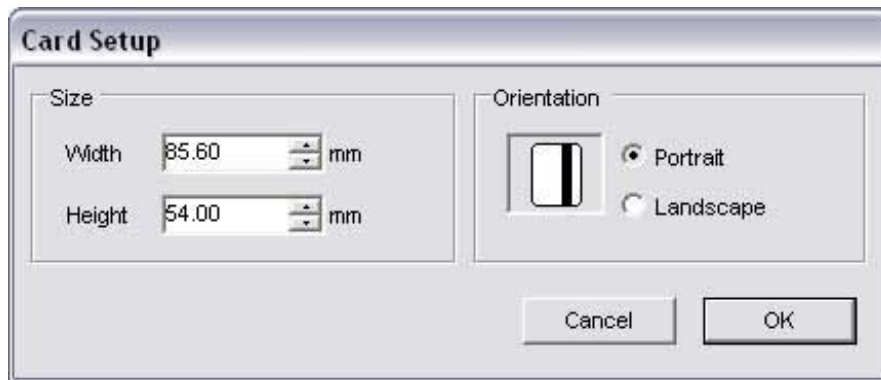 Card Setup
Size
Width 85.60 mm
Height 54.00 mm
Orientation
Portrait
Landscape
Cancel OK